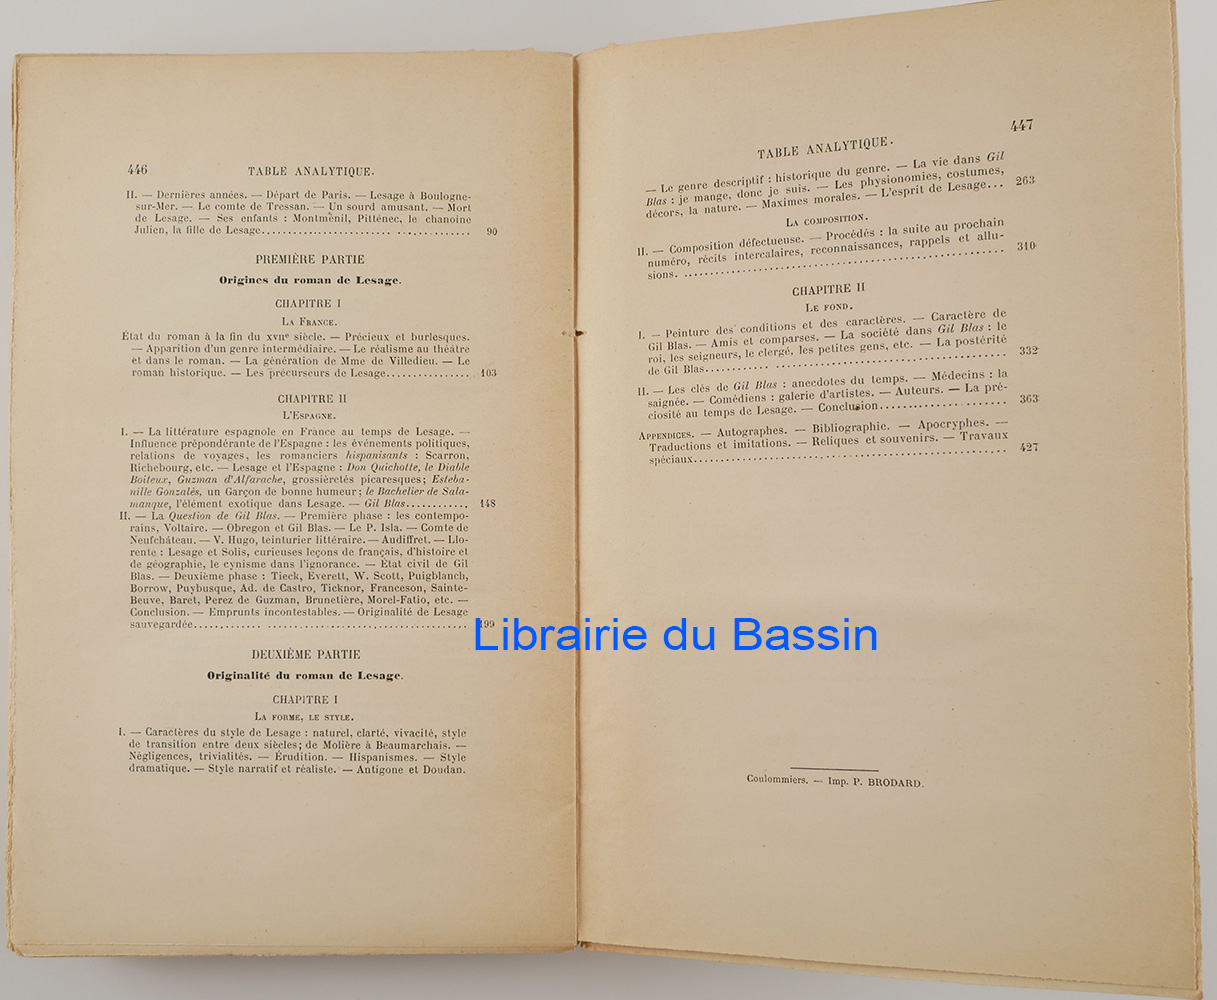 446
TABLE ANALYTIQUE.
II. — Dernières années. — Départ de Paris. — Lesage à Boulogne-
sur-Mer. — Le comte de Tressan. — Un sourd amusant. — Mort
de Lesage. — Ses enfants : Montménil, Pitténec, le chanoine
Julien, la fille de Lesage........................ ............ 90
PREMIÈRE PARTIE
Origines du roman de Lesage.
CHAPITRE I
LA FRANCE.
État du roman à la fin du XVIIe siècle. — Précieux et burlesques.
— Apparition d'un genre intermédiaire. — Le réalisme au théâtre
et dans le roman. — La génération de Mme de Villedieu. — Le
roman historique. — Les précurseurs de Lesage............... 103
CHAPITRE II
L'ESPAGNE.
I. — La littérature espagnole en France au temps de Lesage. —
Influence prépondérante de l'Espagne : les événements politiques,
relations de voyages, les romanciers hispanisants : Scarron,
Richebourg, etc. — Lesage et l'Espagne : Don Quichotte, le Diable
Boiteux, Guzman d'Alfarache, grossièretés picaresques; Esteba-
nille Gonzalès, un Garçon de bonne humeur; le Bachelier de Sala-
manque, l'élément exotique dans Lesage. — Gil Blas........... 148
II. — La Question de Gil Blas. — Première phase : les contempo-
rains, Voltaire. — Obregon et Gil Blas. — Le P. Isla. — Comte de
Neufchâteau. — V. Hugo, teinturier littéraire. — Audiffret. — Llo-
rente : Lesage et Solis, curieuses leçons de français, d'histoire et
de géographie, le cynisme dans l'ignorance. — État civil de Gil
Blas. — Deuxième phase : Tieck, Everett, W. Scott, Puigblanch,
Borrow, Puybusque, Ad. de Castro, Ticknor, Franceson, Sainte-
Beuve, Baret, Perez de Guzman, Brunetière, Morel-Fatio, etc. —
Conclusion. — Emprunts incontestables. — Originalité de Lesage
sauvegardée.................................................. 199
DEUXIÈME PARTIE
Originalité du roman de Lesage.
CHAPITRE I
LA FORME, LE STYLE.
I. — Caractères du style de Lesage : naturel, clarté, vivacité, style
de transition entre deux siècles; de Molière à Beaumarchais. —
Négligences, trivialités. — Érudition. — Hispanismes. — Style
dramatique. — Style narratif et réaliste. — Antigone et Doudan.
447
TABLE ANALYTIQUE.
— Le genre descriptif : historique du genre. — La vie dans Gil
Blas : je mange, donc je suis. — Les physionomies, costumes,
décors, la nature. — Maximes morales. — L'esprit de Lesage... 263
LA COMPOSITION.
II. — Composition défectueuse. — Procédés : la suite au prochain
numéro, récits intercalaires, reconnaissances, rappels et allu-
sions. .................................................... 310
CHAPITRE II
LE FOND.
I. — Peinture des conditions et des caractères. — Caractère de
Gil Blas. — Amis et comparses. — La société dans Gil Blas : le
roi, les seigneurs, le clergé, les petites gens, etc. — La postérité
de Gil Blas................................................ 332
II. — Les clés de Gil Blas : anecdotes du temps. — Médecins : la
saignée. — Comédiens : galerie d'artistes. — Auteurs. — La pré-
ciosité au temps de Lesage. — Conclusion..................... 363
APPENDICES. — Autographes. — Bibliographie. — Apocryphes. —
Traductions et imitations. — Reliques et souvenirs. — Travaux
spéciaux................................................... 427
Coulommiers. — Imp. P. BRODARD.
Librairie du Bassin